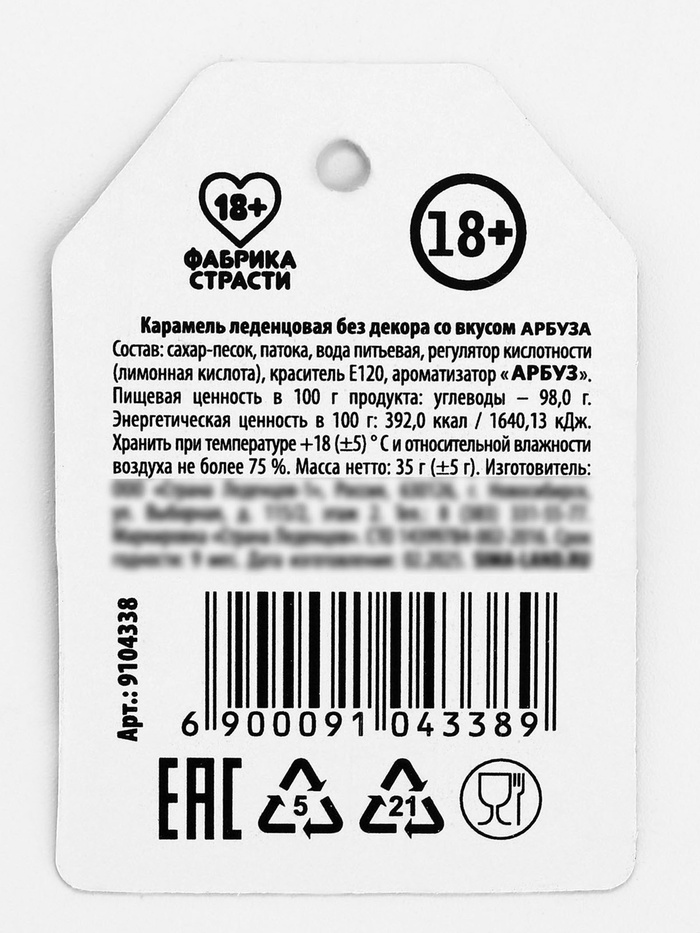 18+
ФАБРИКА
СТРАСТИ
18+
Карамель леденцовая без декора со вкусом АРБУЗА
Состав: сахар-песок, патока, вода питьевая, регулятор кислотности
(лимонная кислота), краситель Е120, ароматизатор «АРБУЗ».
Пищевая ценность в 100 г продукта: углеводы – 98,0 г.
Энергетическая ценность в 100 г: 392,0 ккал / 1640,13 кДж.
Хранить при температуре +18 (±5) °С и относительной влажности
воздуха не более 75 %. Масса нетто: 35 г (±5 г). Изготовитель:
Арт.: 9104338
6 900091 043389
EAC
5
21